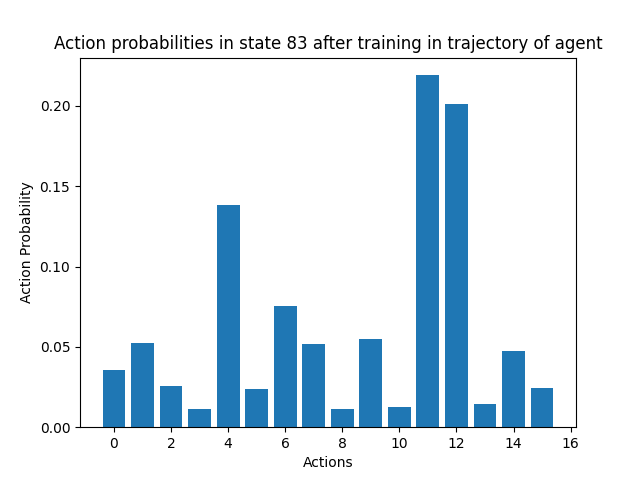 Action probabilities in state 83 after training in trajectory of agent
0.20
0.15
0.10
0.05
0.00
Action Probability
0 2 4 6 8 10 12 14 16
Actions